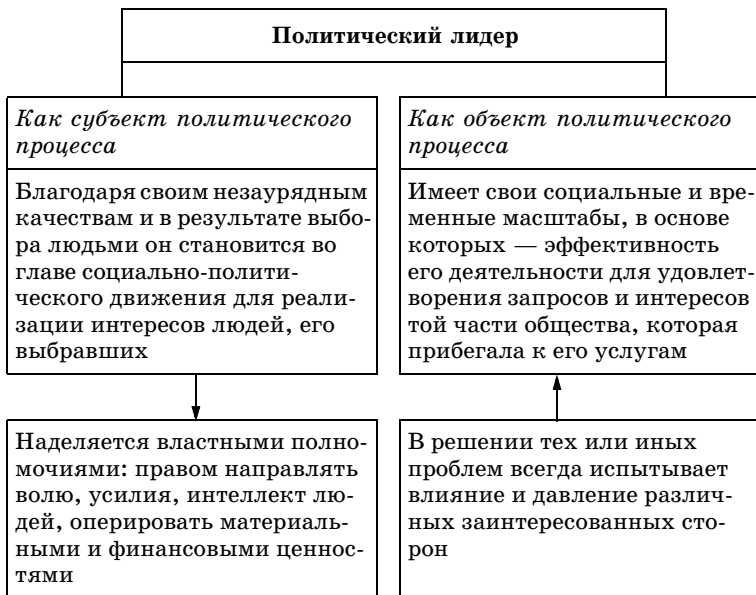 Политический лидер
Как субъект политического
процесса
Благодаря своим незаурядным
качествам и в результате выбо-
ра людьми он становится во
главе социально-полити-
ческого движения для реали-
зации интересов людей, его
выбравших
Наделяется властными полно-
мочиями: правом направлять
волю, усилия, интеллект лю-
дей, оперировать материаль-
ными и финансовыми ценнос-
тями
Как объект политического
процесса
Имеет свои социальные и вре-
менные масштабы, в основе
которых — эффективность
его деятельности для удовлет-
ворения запросов и интересов
той части общества, которая
прибегала к его услугам
В решении тех или иных
проблем всегда испытывает
влияние и давление различ-
ных заинтересованных сто-
рон